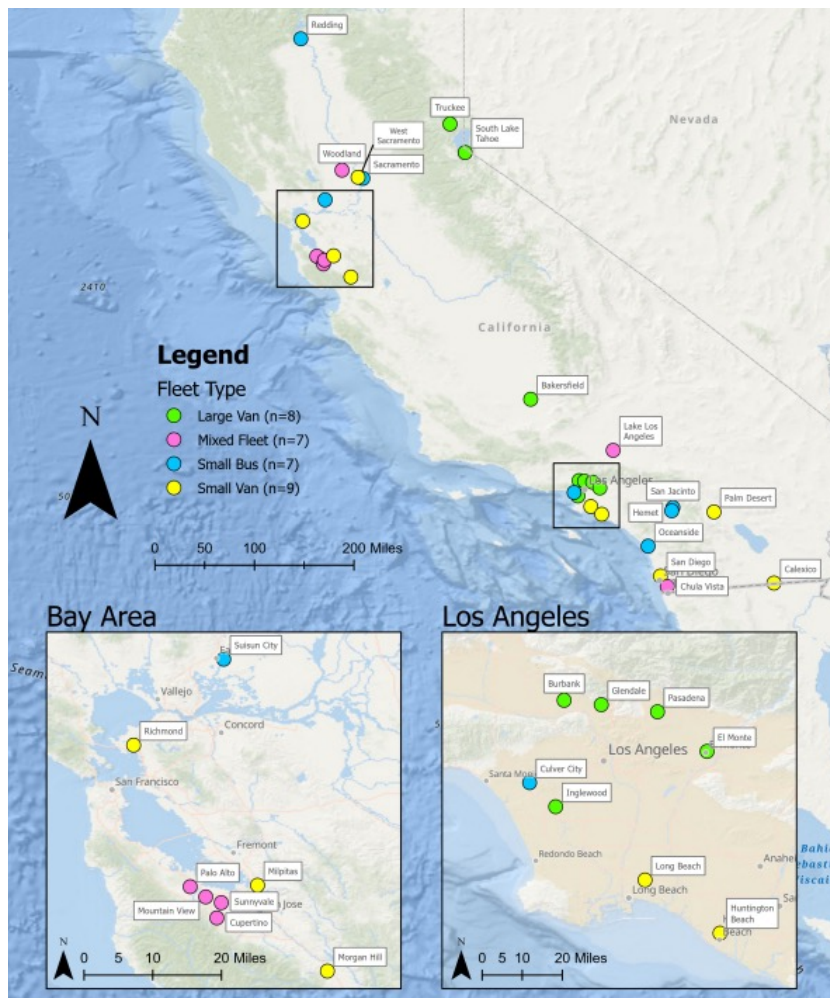 Redding
Truckee
Nevada
South Lake
Tahoe
West
Sacramento
Woodland
Sacramento
2410
California
Legend
Fleet Type
Large Van (n=8)
Mixed Fleet (n=7)
Small Bus (n=7)
Small Van (n=9)
N
0 50 100 200 Miles
Bakersfield
Lake Los
Angeles
Los Angeles
San Jacinto
Hemet
Palm Desert
Oceanside
San Diego
Chula Vista
Calexico
Bay Area
Suisun City
Vallejo
Richmond
Concord
San Francisco
Fremont
Palo Alto
Milpitas
Mountain View
Sunnyvale
Cupertino
Morgan Hill
N
0 5 10 20 Miles
Los Angeles
Burbank
Glendale
Pasadena
El Monte
Los Angeles
Culver City
Inglewood
Redondo Beach
Long Beach
Long Beach
Huntington
Beach
Beach
N
0 5 10 20 Miles